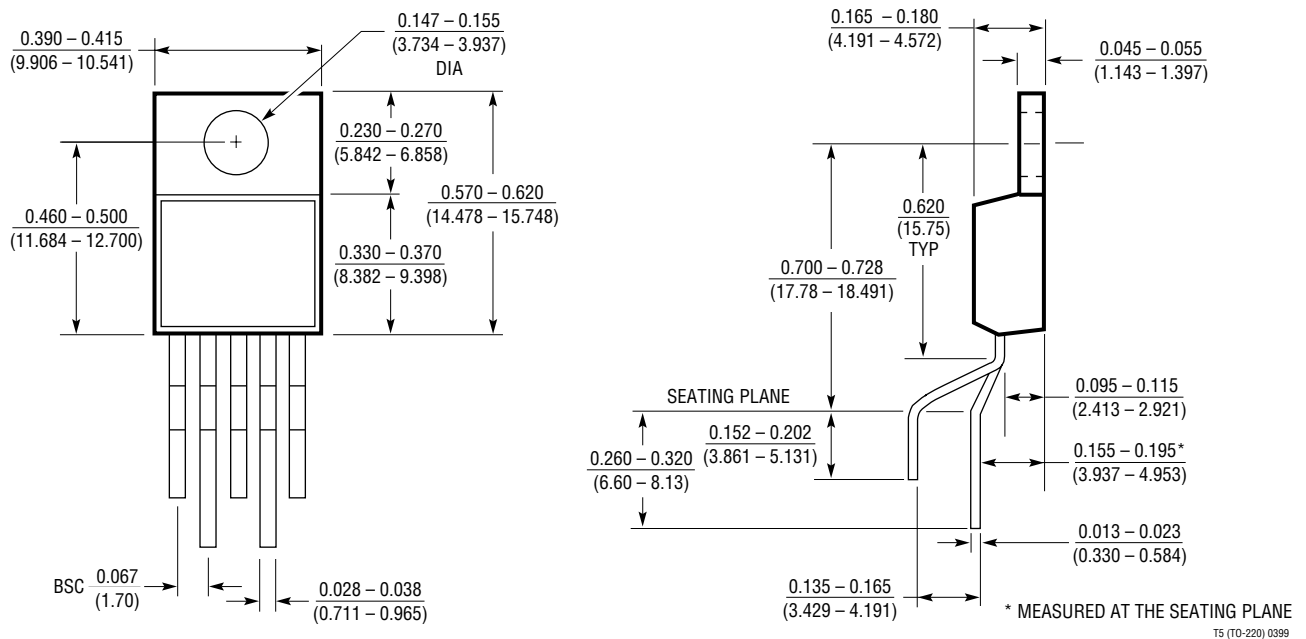 0.390 – 0.415
(9.906 – 10.541)
0.147 – 0.155
(3.734 – 3.937)
DIA
0.230 – 0.270
(5.842 – 6.858)
0.570 – 0.620
(14.478 – 15.748)
0.460 – 0.500
(11.684 – 12.700)
0.330 – 0.370
(8.382 – 9.398)
BSC
0.067
(1.70)
0.028 – 0.038
(0.711 – 0.965)
0.165 – 0.180
(4.191 – 4.572)
0.045 – 0.055
(1.143 – 1.397)
0.620
(15.75)
TYP
0.700 – 0.728
(17.78 – 18.491)
SEATING PLANE
0.152 – 0.202
(3.861 – 5.131)
0.260 – 0.320
(6.60 – 8.13)
0.095 – 0.115
(2.413 – 2.921)
0.155 – 0.195*
(3.937 – 4.953)
0.013 – 0.023
(0.330 – 0.584)
0.135 – 0.165
(3.429 – 4.191)
* MEASURED AT THE SEATING PLANE
T5 (TO-220) 0399